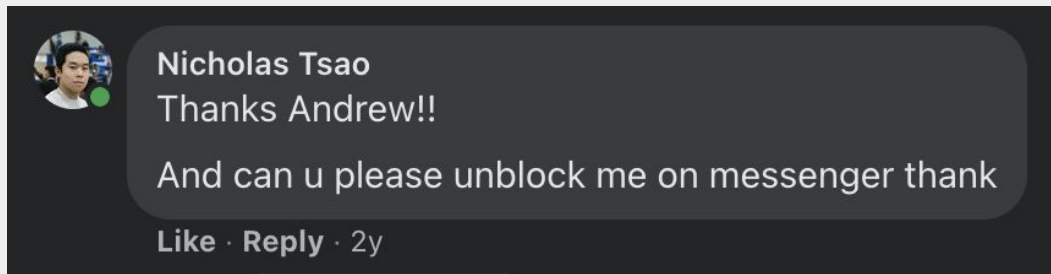 Nicholas Tsao
Thanks Andrew!!
And can u please unblock me on messenger thank
Like · Reply · 2y